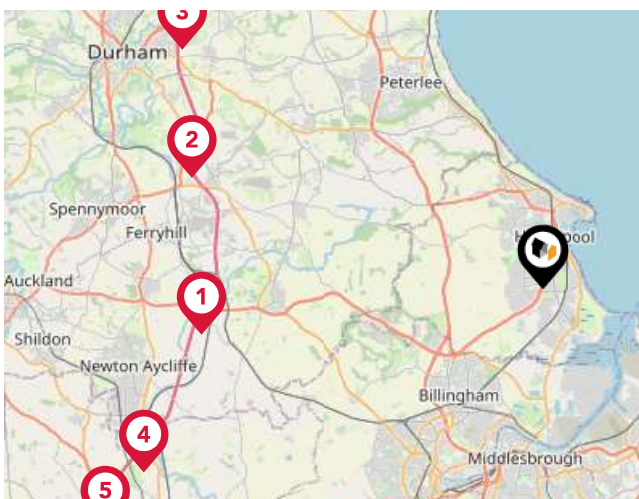 3
Durham
Peterlee
2
Spennymoor
Ferryhill
Auckland
1
Shildon
Newton Aycliffe
Billingham
4
Middlesbrough
5